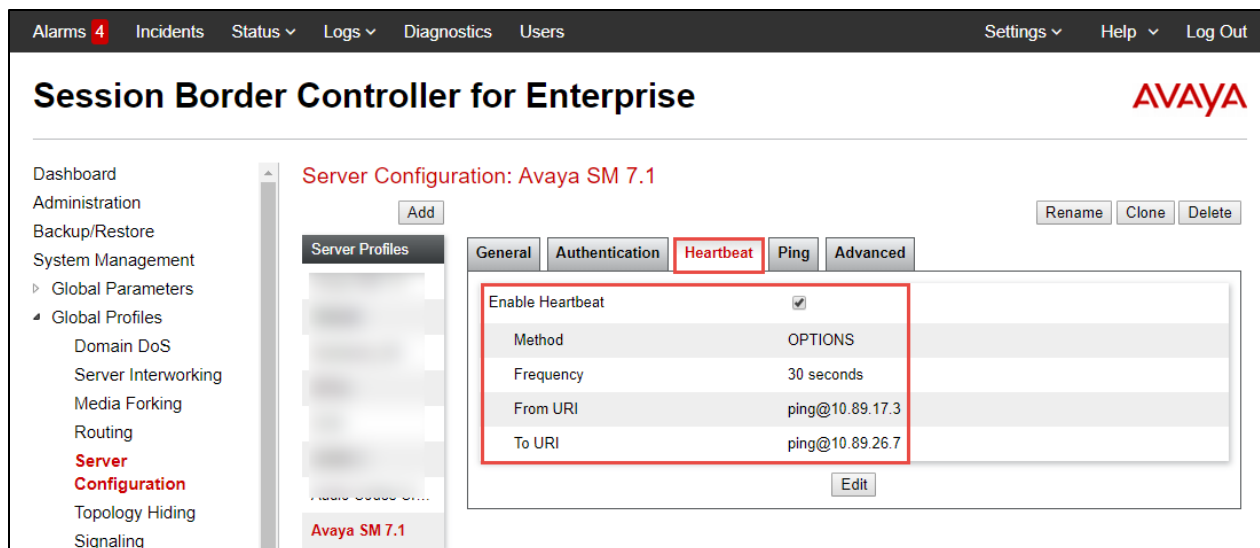 Alarms 4 Incidents Status Logs Diagnostics Users Settings Help Log Out
Session Border Controller for Enterprise
AVAYA
Dashboard
Administration
Backup/Restore
System Management
Global Parameters
Global Profiles
Domain DoS
Server Interworking
Media Forking
Routing
Server
Configuration
Topology Hiding
Signaling
Server Configuration: Avaya SM 7.1
Add
Rename Clone Delete
Server Profiles
Avaya SM 7.1
General Authentication Heartbeat Ping Advanced
Enable Heartbeat
Method OPTIONS
Frequency 30 seconds
From URI ping@10.89.17.3
To URI ping@10.89.26.7
Edit